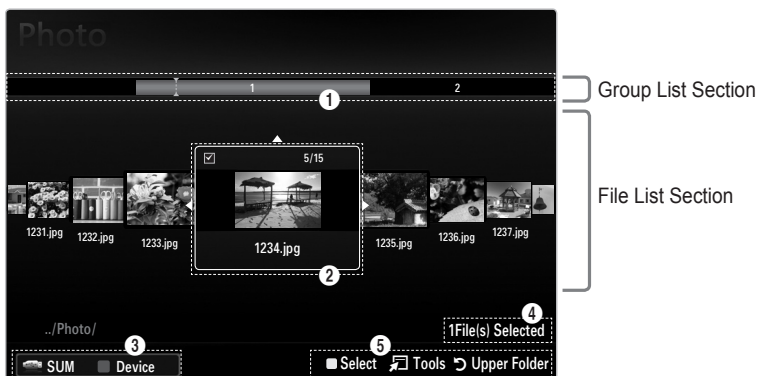 Photo
1 2
1
Group List Section
File List Section
5/15
1231.jpg 1232.jpg 1233.jpg 1234.jpg 1235.jpg 1236.jpg 1237.jpg
2
../Photo/
1File(s) Selected
4
3
5
SUM Device
Select Tools Upper Folder